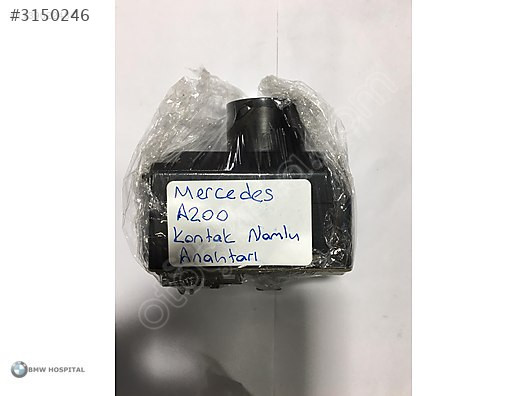 #3150246
Mercedes
A200
Kontak Namlu
Anahtarı
BMW HOSPITAL